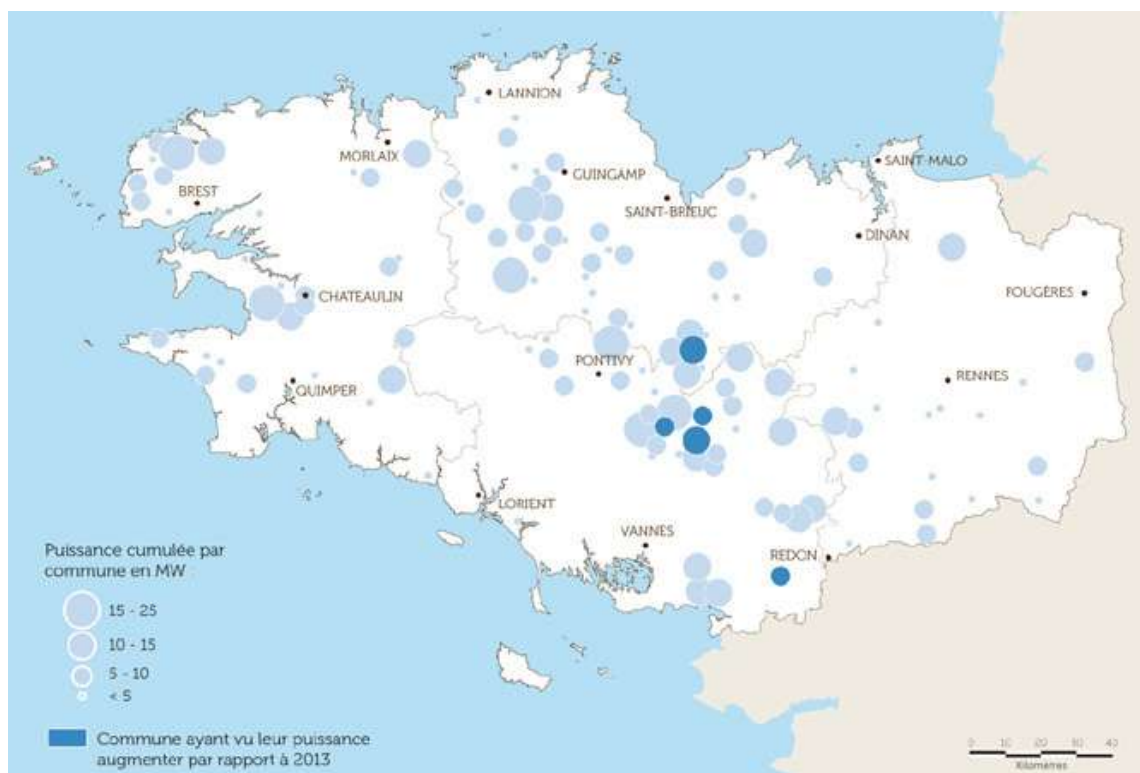 LANNION
MORLAIX
GUINGAMP
SAINT-MALO
BREST
SAINT-BRIEUC
DINAN
CHATEAULIN
FOUGÈRES
PONTIVY
RENNES
QUIMPER
LORIENT
VANNES
REDON
Puissance cumulée par
commune en MW
15 - 25
10 - 15
5 - 10
< 5
Commune ayant vu leur puissance
augmenter par rapport à 2013
0 10 20 30 40
Kilomètres